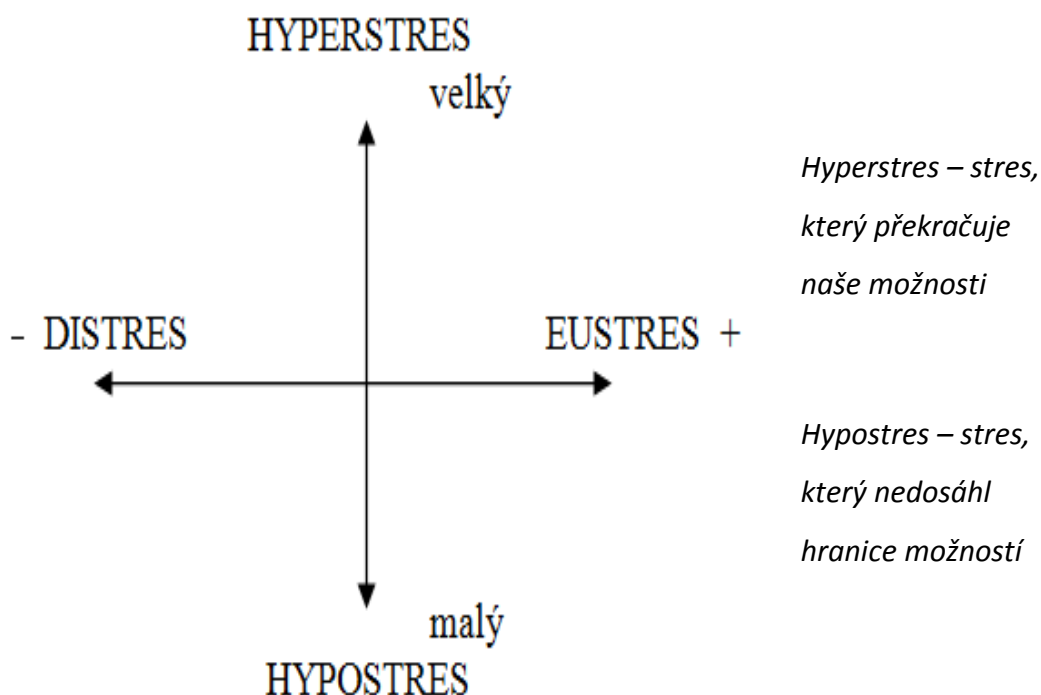 HYPERSTRES
velký
Hyperstres – stres,
který překračuje
naše možnosti
- DISTRES
EUSTRES +
Hypostres – stres,
který nedosáhl
hranice možností
malý
HYPOSTRES